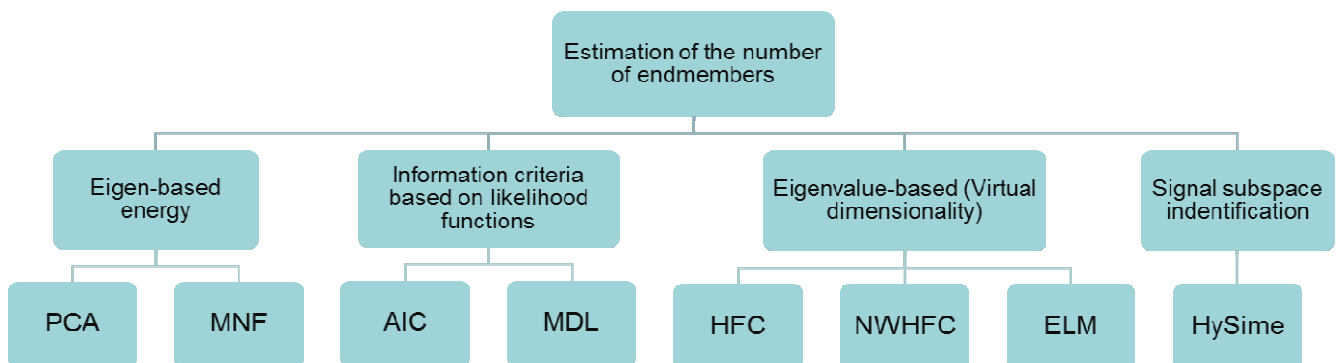 Estimation of the number
of endmembers
Eigen-based
energy
Information criteria
based on likelihood
functions
Eigenvalue-based (Virtual
dimensionality)
Signal subspace
indentification
PCA
MNF
AIC
MDL
HFC
NWHFC
ELM
HySime